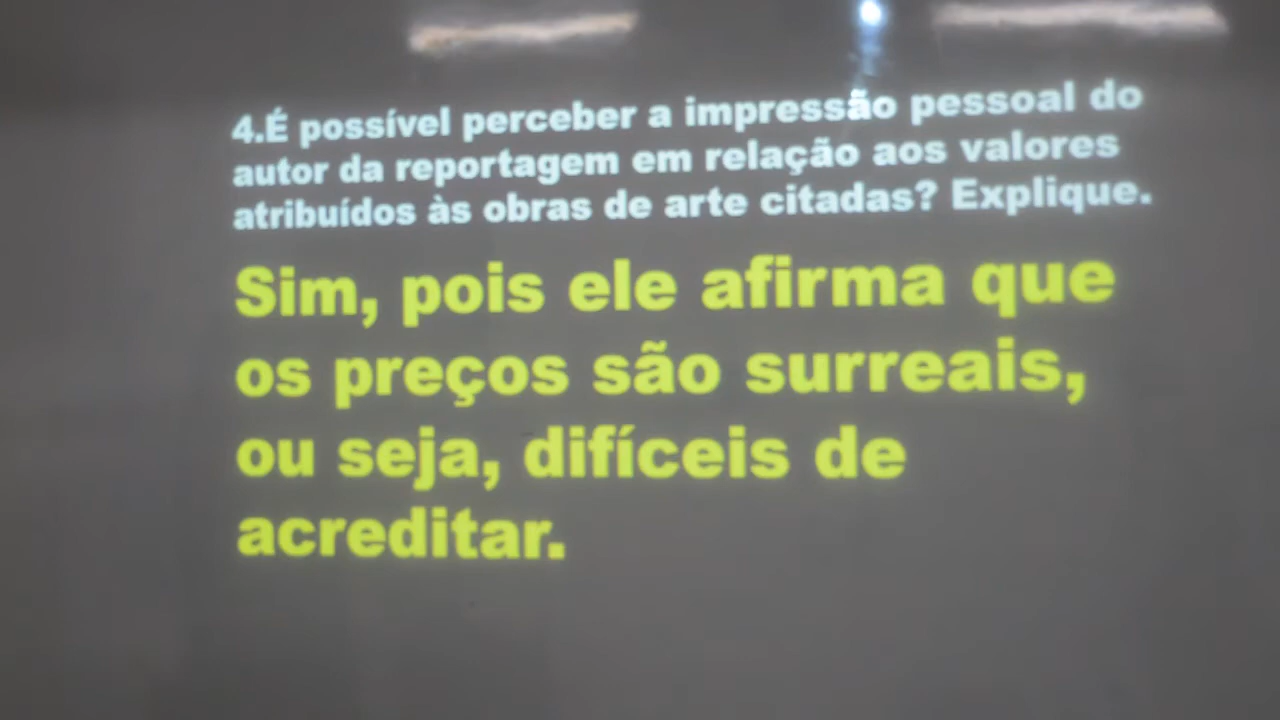 4.É possível perceber a impressão pessoal do
autor da reportagem em relação aos valores
atribuídos às obras de arte citadas? Explique.
Sim, pois ele afirma que
os preços são surreais,
ou seja, difíceis de
acreditar.